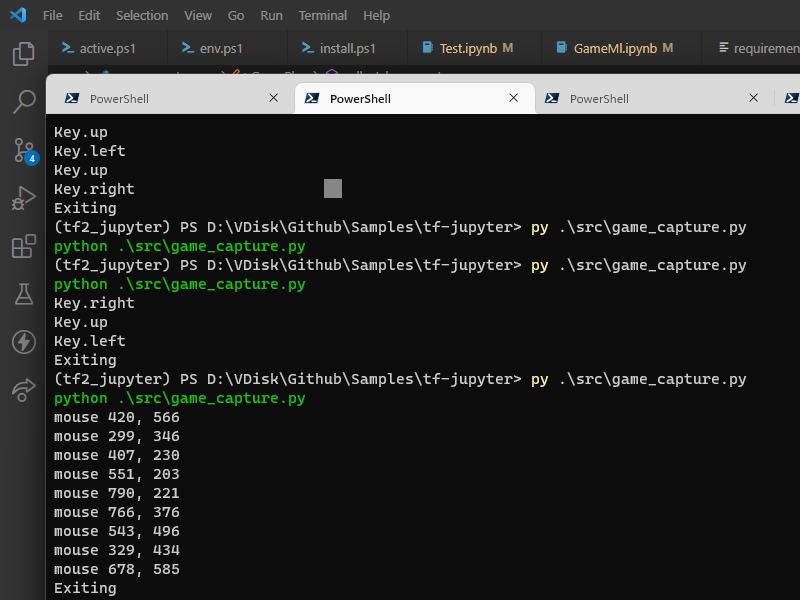 File Edit Selection View Go Run Terminal Help
active.ps1 env.ps1 install.ps1 Test.ipynb M GameMl.ipynb M
PowerShell PowerShell PowerShell
4
Key.up
Key.left
Key.up
Key.right
Exiting
(tf2_jupyter) PS D:\VDisk\Github\Samples\tf-jupyter> py .\src\game_capture.py
python .\src\game_capture.py
(tf2_jupyter) PS D:\VDisk\Github\Samples\tf-jupyter> py .\src\game_capture.py
python .\src\game_capture.py
Key.right
Key.up
Key.left
Exiting
(tf2_jupyter) PS D:\VDisk\Github\Samples\tf-jupyter> py .\src\game_capture.py
python .\src\game_capture.py
mouse 420, 566
mouse 299, 346
mouse 407, 230
mouse 551, 203
mouse 790, 221
mouse 766, 376
mouse 543, 496
mouse 329, 434
mouse 678, 585
Exiting